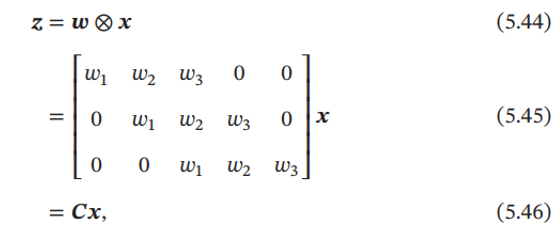 z = w ⊗ x (5.44)
= [ w₁ w₂ w₃ 0 0
0 w₁ w₂ w₃ 0
0 0 w₁ w₂ w₃ ] x (5.45)
= Cx, (5.46)